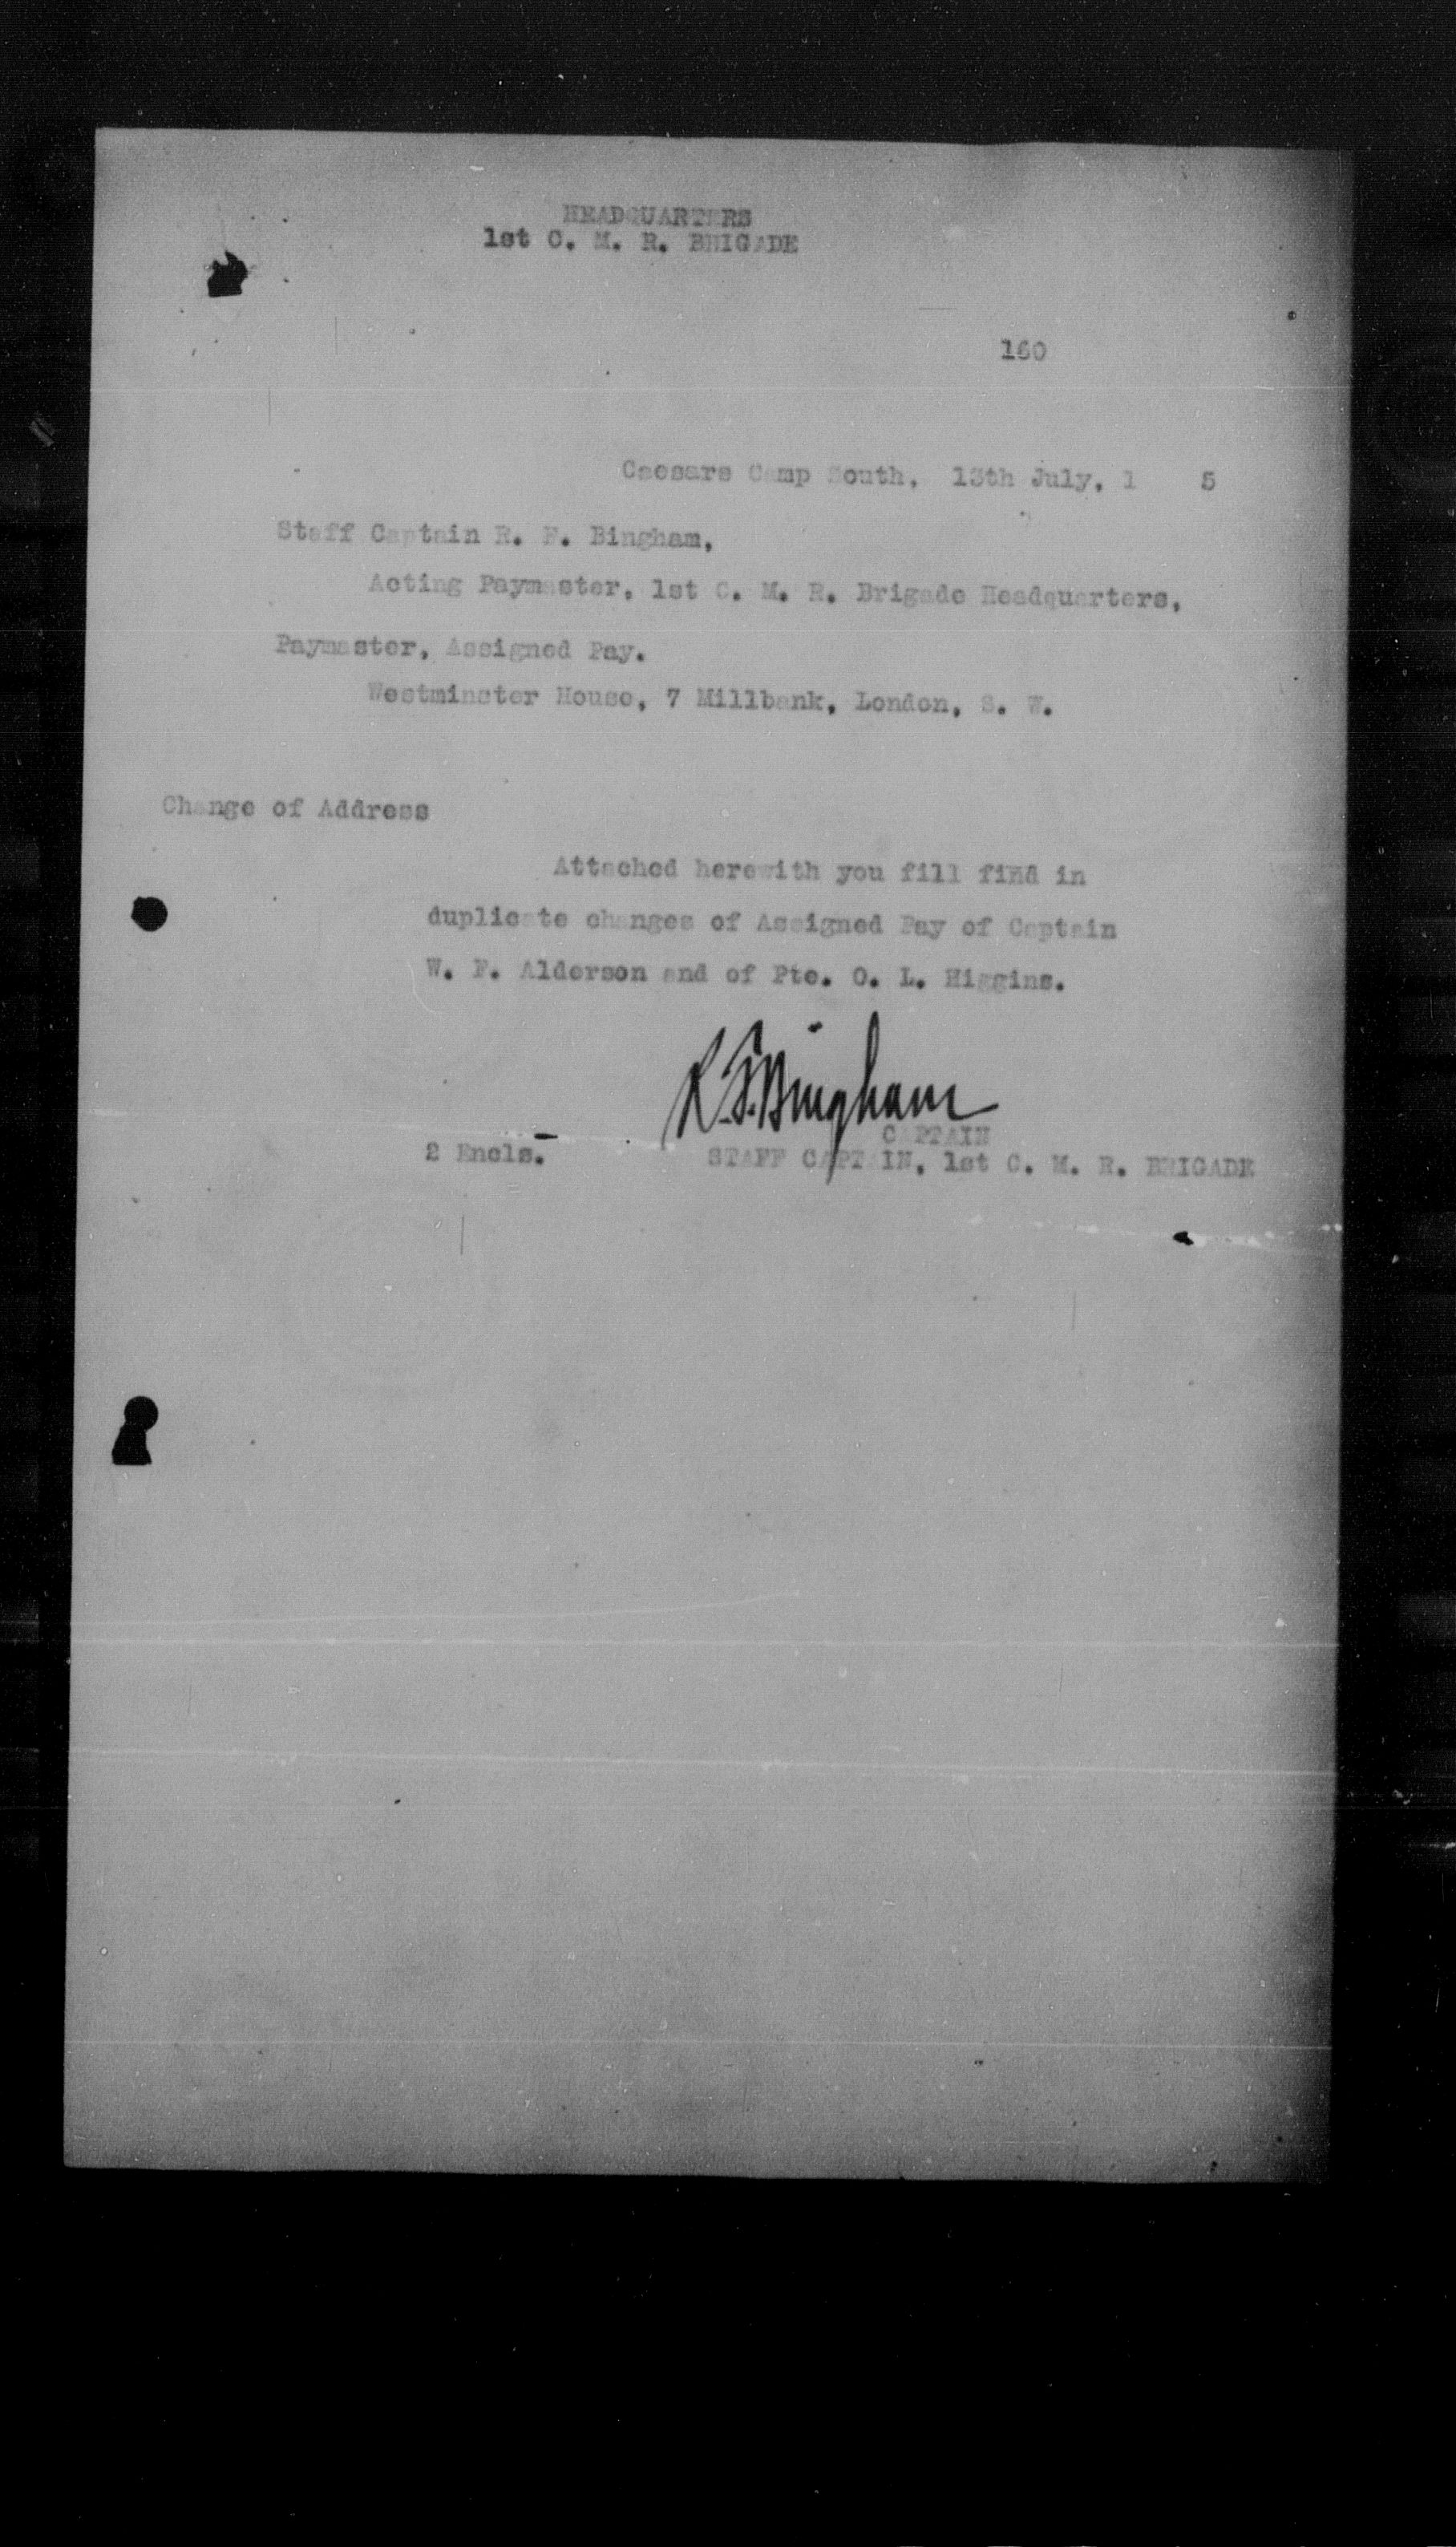 HEADQUARTERS
1st C. M. R. BRIGADE
160
Caesars Camp South, 13th July, 1 5
Staff Captain R. F. Bingham,
Acting Paymaster, 1st C. M. R. Brigade Headquarters,
Paymaster, Assigned Pay.
Westminster House, 7 Millbank, London, S. W.
Change of Address
Attached herewith you fill find in
duplicate changes of Assigned Pay of Captain
W. F. Alderson and of Pte. O. L. Higgins.
R.F. Bingham
CAPTAIN
2 Encls.
STAFF CAPTAIN, 1st C. M. R. BRIGADE